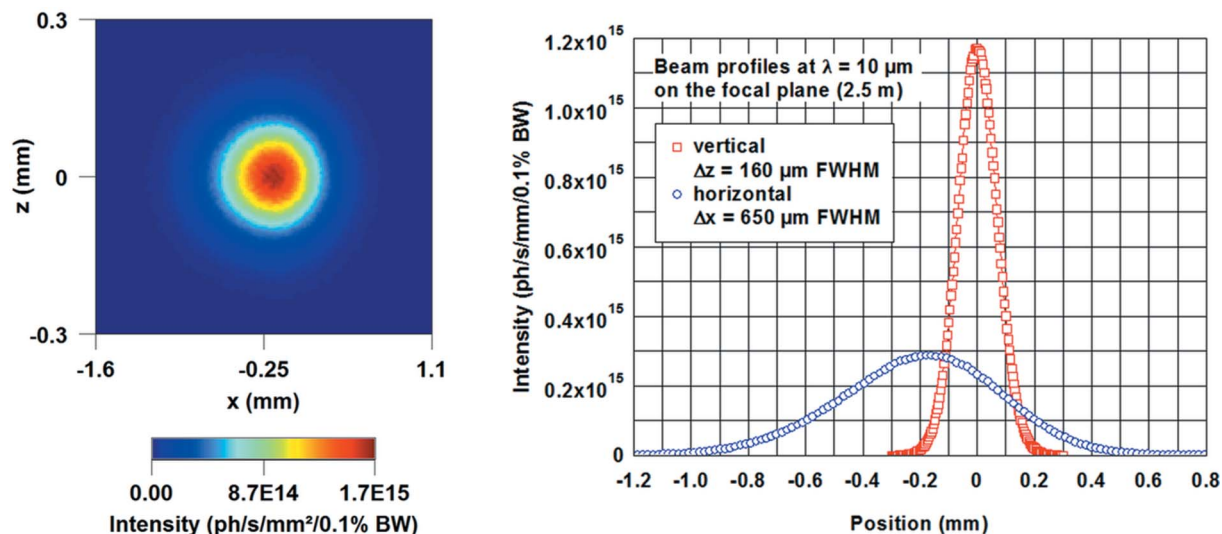 0.3
z (mm)
0
-0.3
-1.6
-0.25
1.1
x (mm)
0.00
8.7E14
1.7E15
Intensity (ph/s/mm²/0.1% BW)
Intensity (ph/s/mm/0.1% BW)
1.2x10¹⁵
1.0x10¹⁵
0.8x10¹⁵
0.6x10¹⁵
0.4x10¹⁵
0.2x10¹⁵
0
Beam profiles at λ = 10 µm
on the focal plane (2.5 m)
vertical
Δz = 160 µm FWHM
horizontal
Δx = 650 µm FWHM
-1.2
-1.0
-0.8
-0.6
-0.4
-0.2
0
0.2
0.4
0.6
0.8
Position (mm)